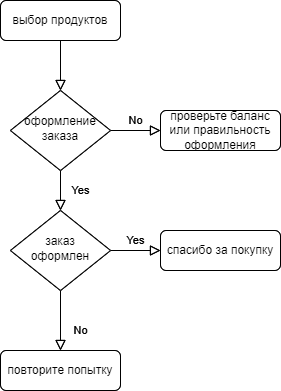 выбор продуктов
оформление
заказа
No
проверьте баланс
или правильность
оформления
Yes
заказ
оформлен
Yes
спасибо за покупку
No
повторите попытку